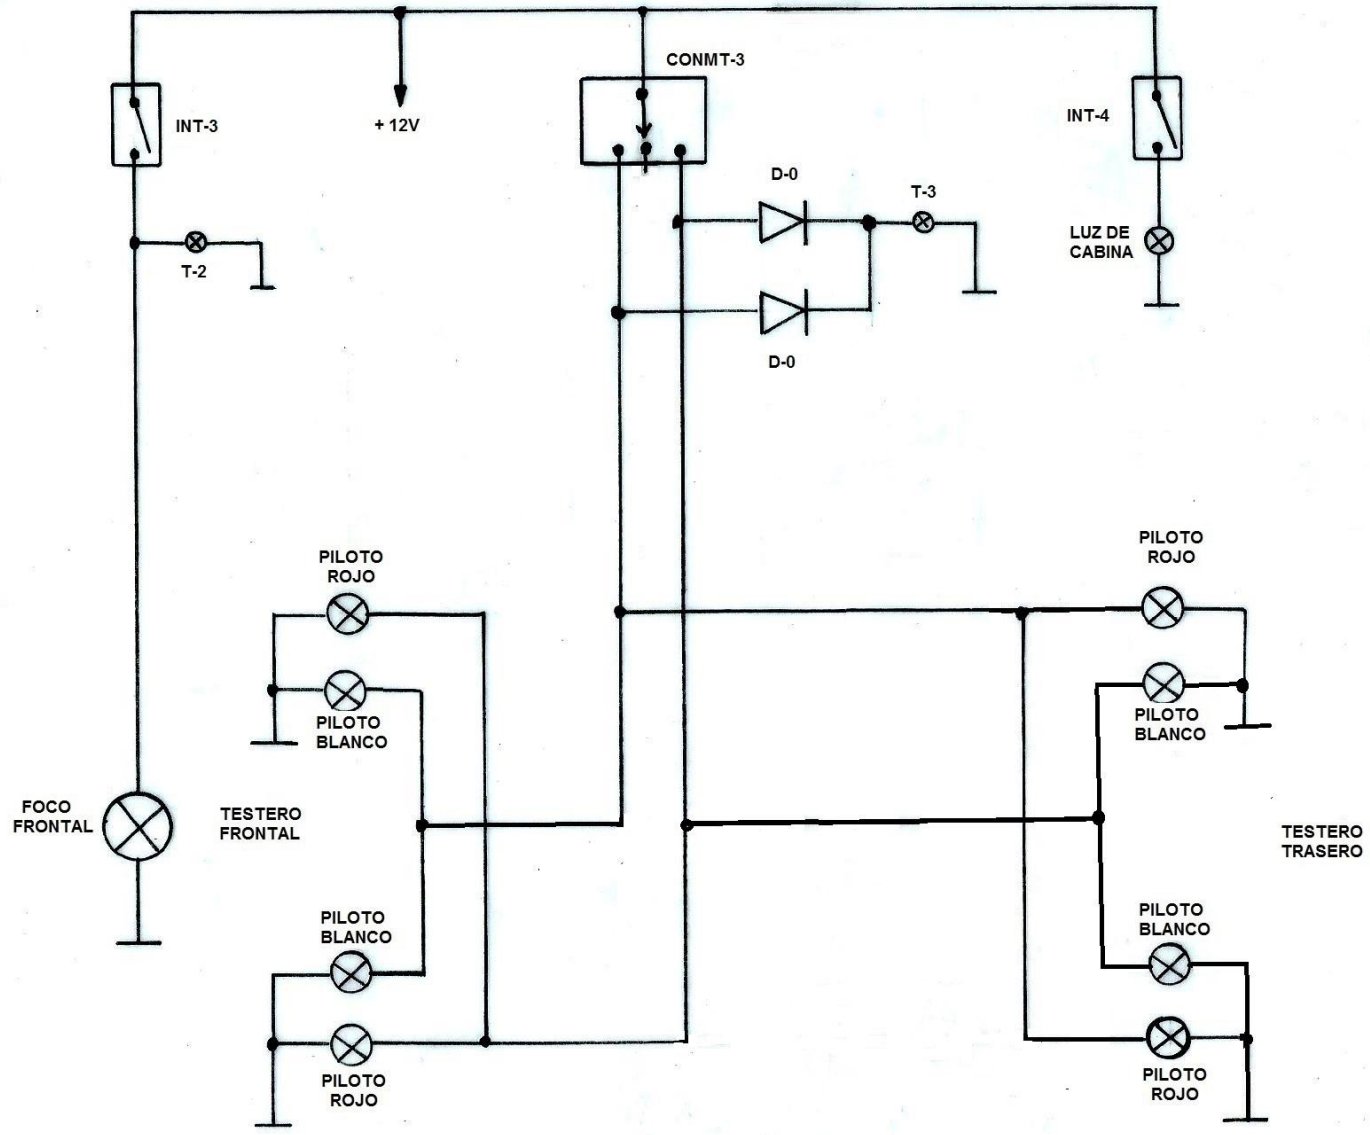 CONMT-3
INT-3
+ 12V
INT-4
D-0
T-3
T-2
LUZ DE
CABINA
D-0
PILOTO
ROJO
PILOTO
ROJO
PILOTO
BLANCO
PILOTO
BLANCO
FOCO
FRONTAL
TESTERO
FRONTAL
TESTERO
TRASERO
PILOTO
BLANCO
PILOTO
BLANCO
PILOTO
ROJO
PILOTO
ROJO